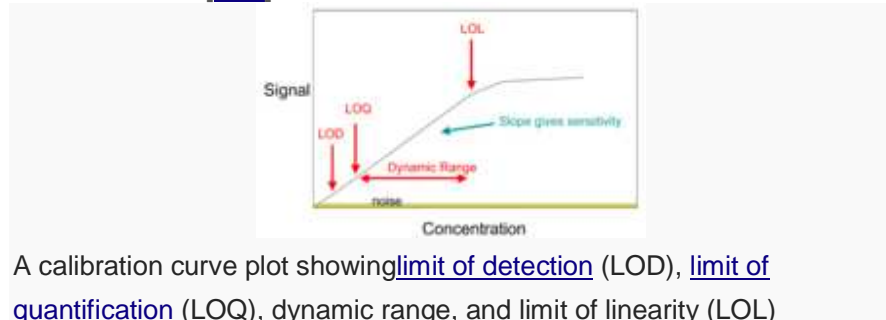 LOL
Signal
LOQ
Slope gives sensitivity
LOD
Dynamic Range
noise
Concentration
A calibration curve plot showinglimit of detection (LOD), limit of
quantification (LOQ), dynamic range, and limit of linearity (LOL)